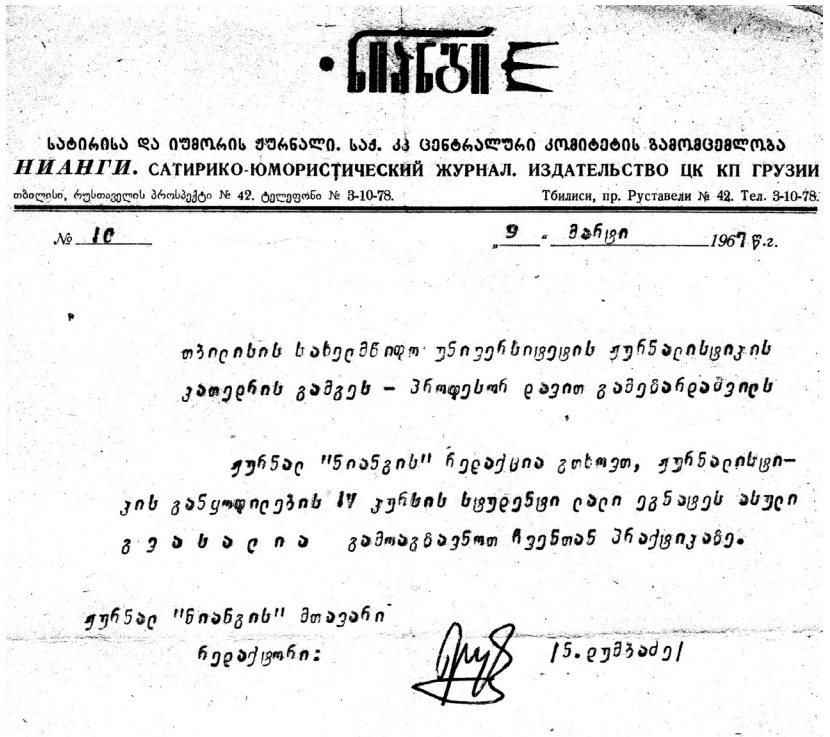 ნიანგი
სატირისა და იუმორის ჟურნალი. საქ. კპ ცენტრალური კომიტეტის გამომცემლობა
НИАНГИ. САТИРИКО-ЮМОРИСТИЧЕСКИЙ ЖУРНАЛ. ИЗДАТЕЛЬСТВО ЦК КП ГРУЗИИ
თბილისი, რუსთაველის პროსპექტი № 42. ტელეფონი № 3-10-78. Тбилиси, пр. Руставели № 42. Тел. 3-10-78.
№ 10 „9“ მარტი 1967 წ.
თბილისის სახელმწიფო უნივერსიტეტის ჟურნალისტიკის
კათედრის გამგეს – პროფესორ დავით გამეზარდაშვილს
ჟურნალ "ნიანგის" რედაქცია გთხოვთ, ჟურნალისტი–
კის განყოფილების IV კურსის სტუდენტი ლალი ეგნატეს ასული
გ ვ ა ს ა ლ ი ა გამოაგზავნოთ ჩვენთან პრაქტიკაზე.
ჟურნალ "ნიანგის" მთავარი
რედაქტორი: /ნ.დუმბაძე/